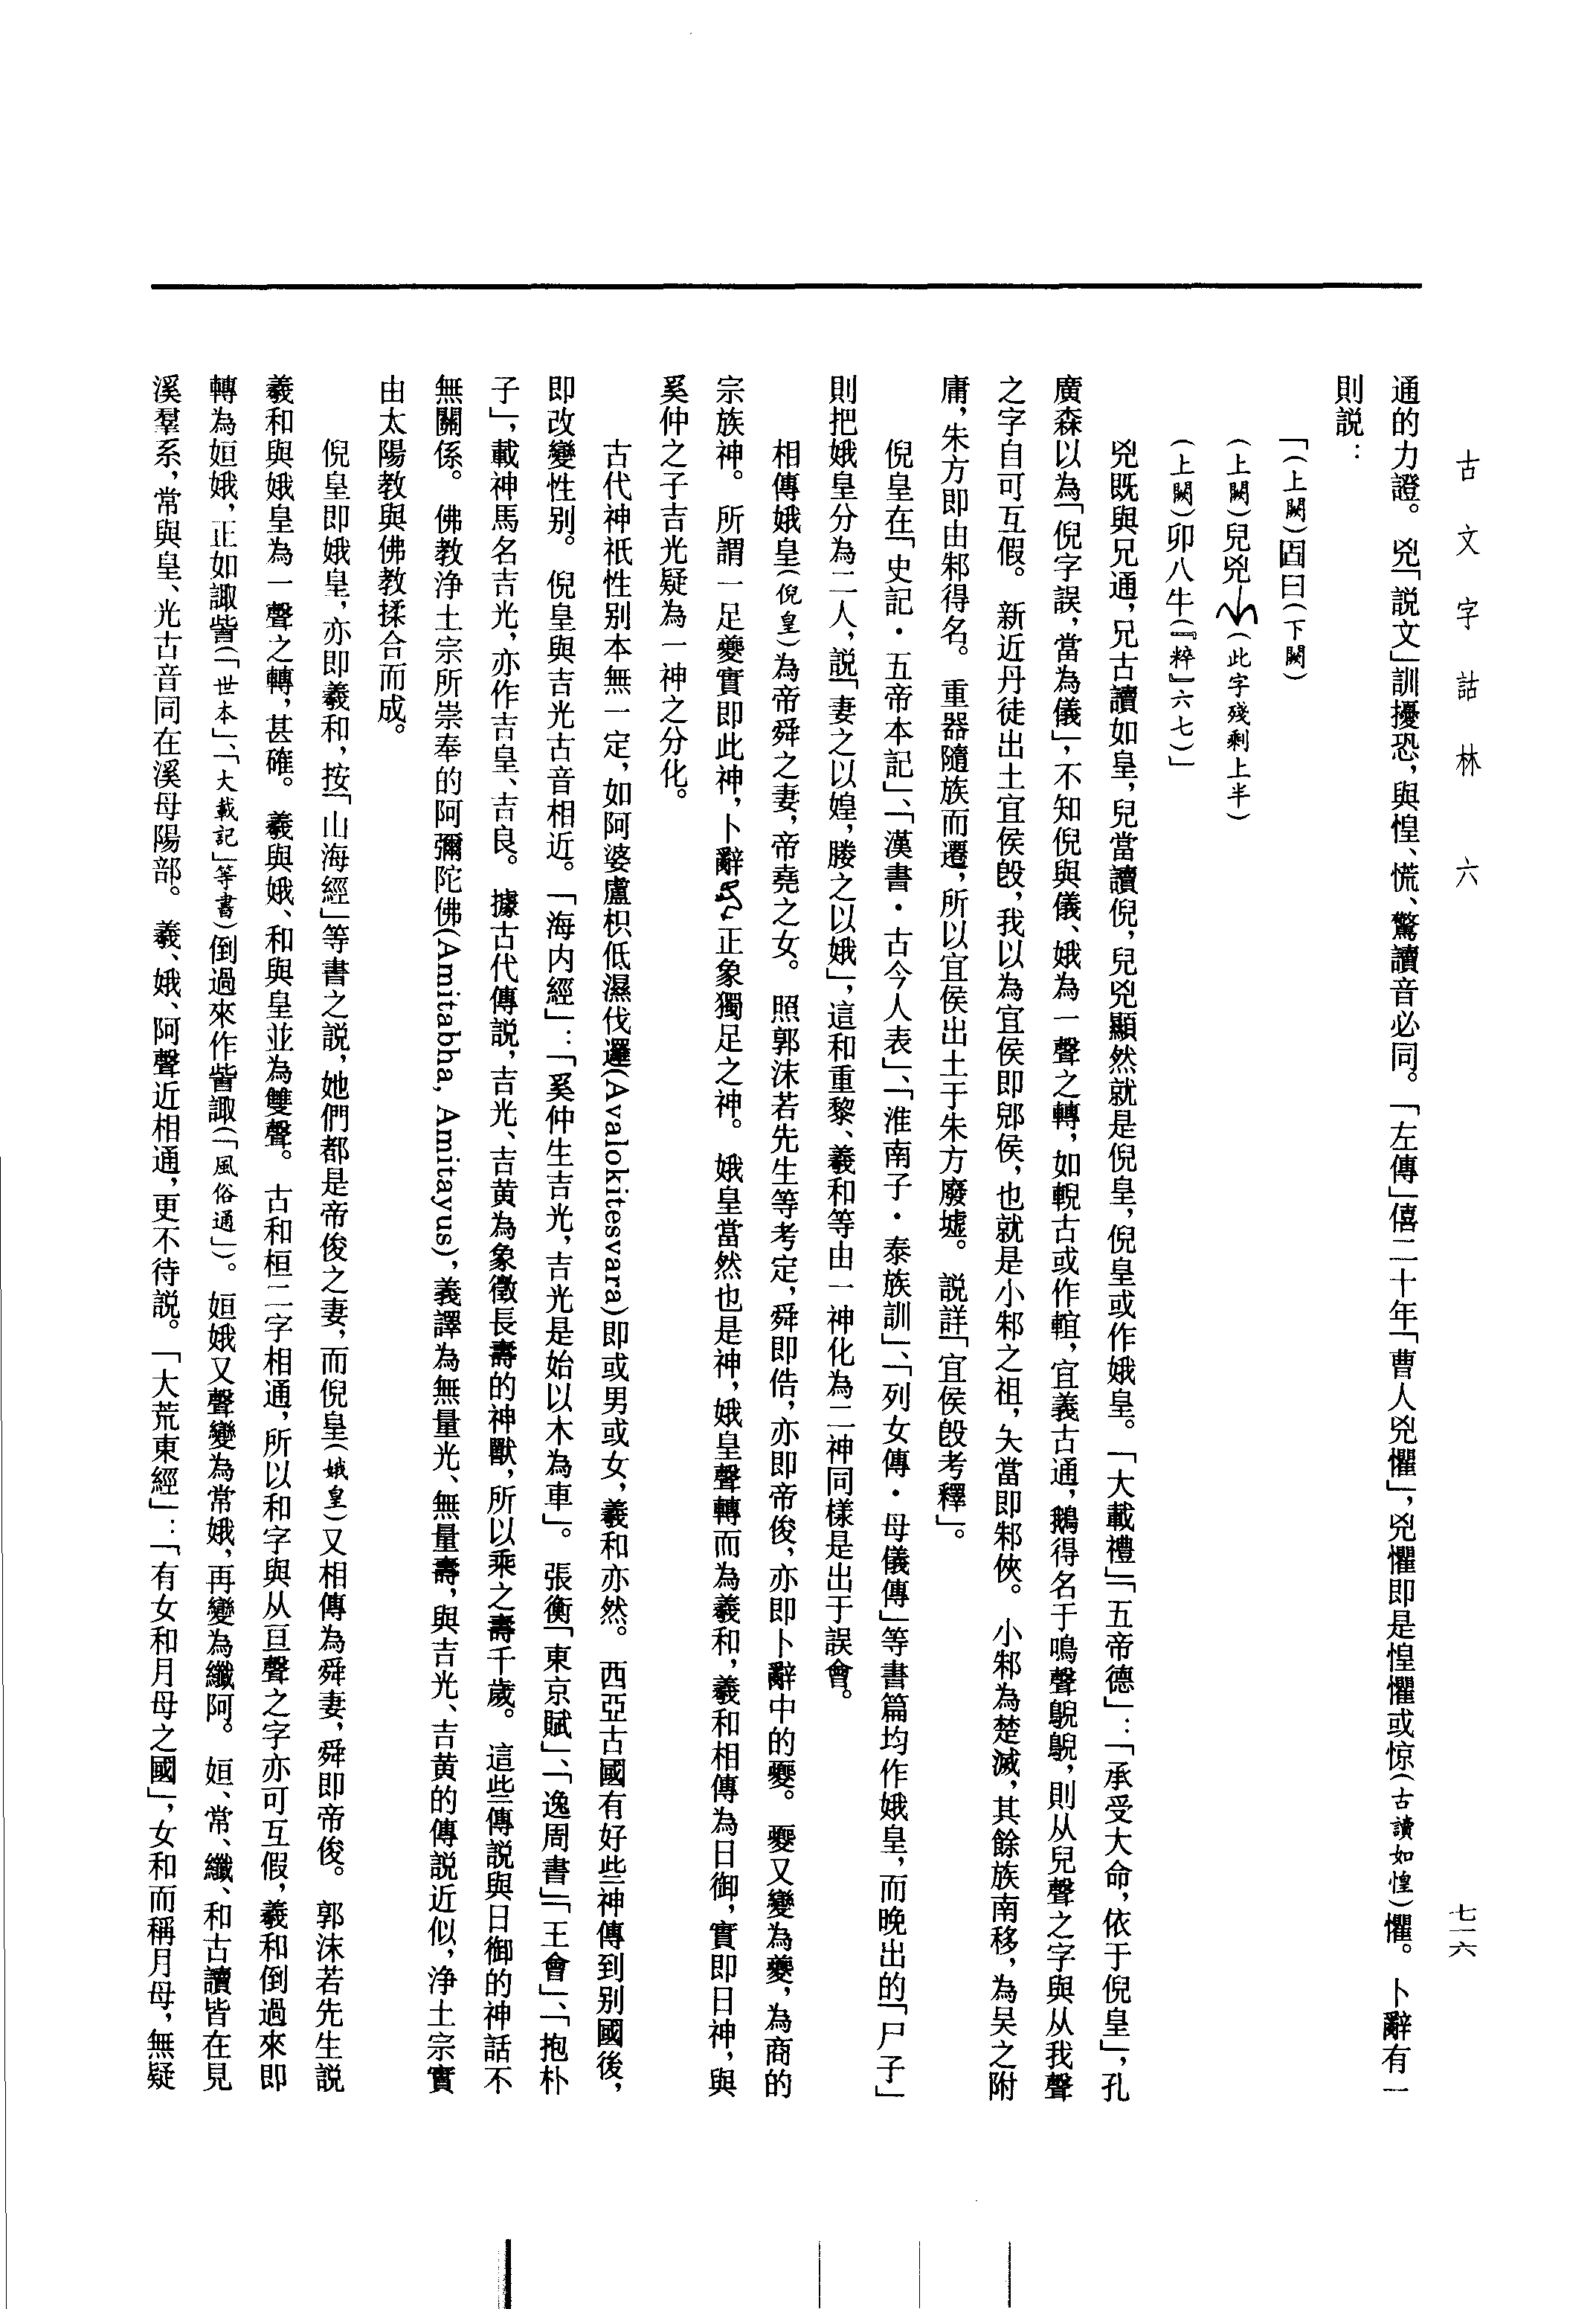 古文字詁林 六
七一六
通的力證。兇「説文」訓擾恐，與惶、慌、驚讀音必同。「左傳」僖二十年「曹人兇懼」，兇懼即是惶懼或惊（古讀如惶）懼。卜辭有一
則説：
「（上闕）固曰（下闕）
（上闕）兒兇（此字殘剩上半）
（上闕）卯八牛（『粹』六七）」
兇既與兄通，兄古讀如皇，兒當讀倪，兒兇顯然就是倪皇，倪皇或作娥皇。「大載禮」「五帝德」：「承受大命，依于倪皇」，孔
廣森以為「倪字誤，當為儀」，不知倪與儀、娥為一聲之轉，如輗古或作輗，宜義古通，鵝得名于鳴聲鶃鶃，則从兒聲之字與从我聲
之字自可互假。新近丹徒出土宜侯𣪘，我以為宜侯即郳侯，也就是小邾之祖，夨當即邾俠。小邾為楚滅，其餘族南移，為吴之附
庸，朱方即由邾得名。重器隨族而遷，所以宜侯出土于朱方廢墟。説詳「宜侯𣪘考釋」。
倪皇在「史記・五帝本記」、「漢書・古今人表」、「淮南子・泰族訓」、「列女傳・母儀傳」等書篇均作娥皇，而晚出的「尸子」
則把娥皇分為二人，説「妻之以媓，媵之以娥」，這和重黎、羲和等由一神化為二神同樣是出于誤會。
相傳娥皇（倪皇）為帝舜之妻，帝堯之女。照郭沫若先生等考定，舜即俈，亦即帝俊，亦即卜辭中的夒。夒又變為夔，為商的
宗族神。所謂一足夔實即此神，卜辭正象獨足之神。娥皇當然也是神，娥皇聲轉而為羲和，羲和相傳為日御，實即日神，與
奚仲之子吉光疑為一神之分化。
古代神祇性别本無一定，如阿婆盧枳低濕伐邏（Avalokitesvara）即或男或女，羲和亦然。西亞古國有好些神傳到别國後，
即改變性别。倪皇與吉光古音相近。「海内經」：「奚仲生吉光，吉光是始以木為車」。張衡「東京賦」、「逸周書」「王會」、「抱朴
子」，載神馬名吉光，亦作吉皇、吉良。據古代傳説，吉光、吉黄為象徵長壽的神獸，所以乘之壽千歲。這些傳説與日御的神話不
無關係。佛教浄土宗所崇奉的阿彌陀佛（Amitabha, Amitayus），義譯為無量光、無量壽，與吉光、吉黄的傳説近似，浄土宗實
由太陽教與佛教揉合而成。
倪皇即娥皇，亦即羲和，按「山海經」等書之説，她們都是帝俊之妻，而倪皇（娥皇）又相傳為舜妻，舜即帝俊。郭沫若先生説
羲和與娥皇為一聲之轉，甚確。羲與娥、和與皇並為雙聲。古和桓二字相通，所以和字與从亘聲之字亦可互假，羲和倒過來即
轉為姮娥，正如諏訾（「世本」、「大載記」等書）倒過來作訾諏（「風俗通」）。姮娥又聲變為常娥，再變為纖阿。姮、常、纖、和古讀皆在見
溪羣系，常與皇、光古音同在溪母陽部。羲、娥、阿聲近相通，更不待説。「大荒東經」：「有女和月母之國」，女和而稱月母，無疑